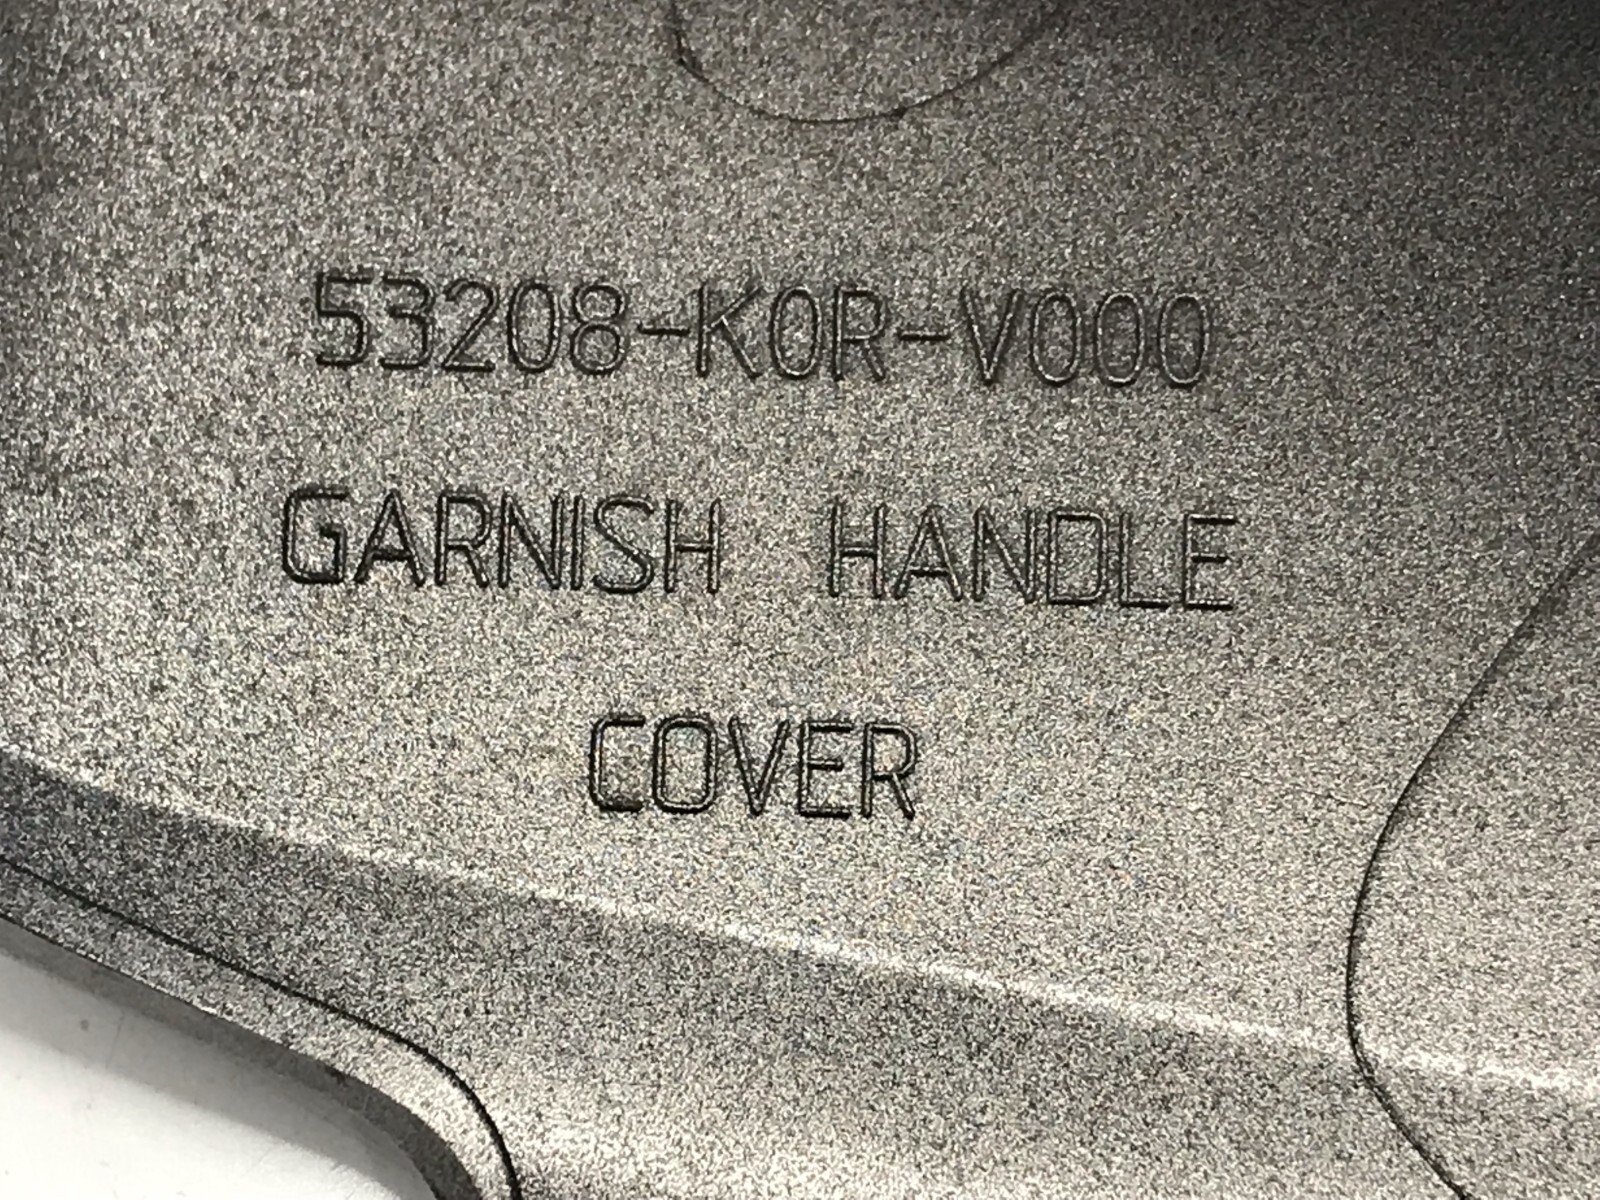 53208-K0R-V000
GARNISH HANDLE
COVER